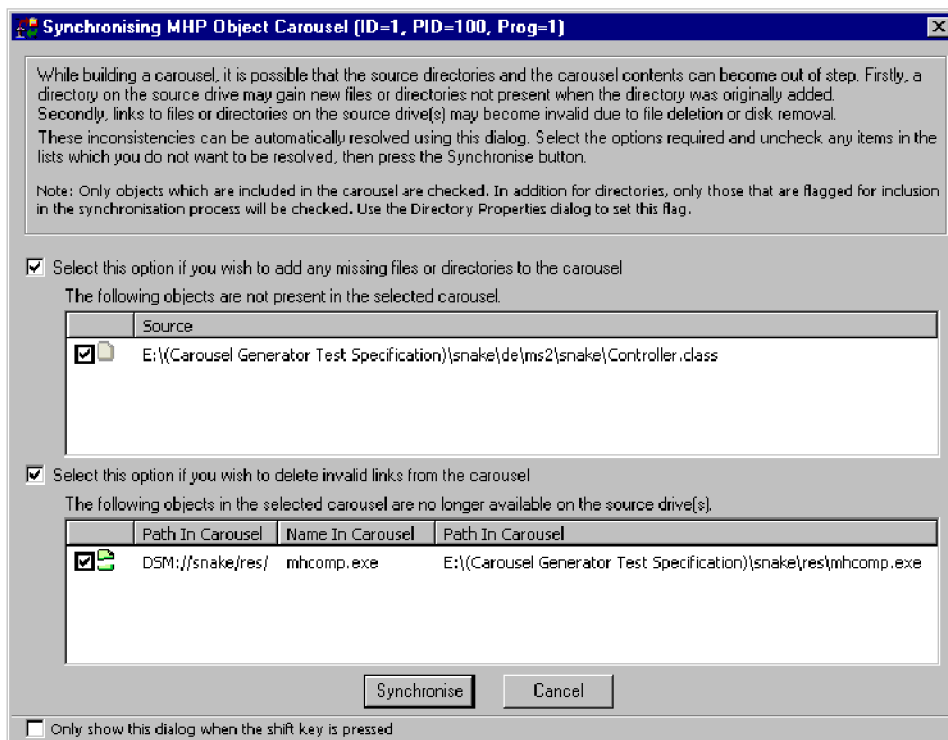 Synchronising MHP Object Carousel (ID=1, PID=100, Prog=1)
While building a carousel, it is possible that the source directories and the carousel contents can become out of step. Firstly, a
directory on the source drive may gain new files or directories not present when the directory was originally added.
Secondly, links to files or directories on the source drive(s) may become invalid due to file deletion or disk removal.
These inconsistencies can be automatically resolved using this dialog. Select the options required and uncheck any items in the
lists which you do not want to be resolved, then press the Synchronise button.
Note: Only objects which are included in the carousel are checked. In addition for directories, only those that are flagged for inclusion
in the synchronisation process will be checked. Use the Directory Properties dialog to set this flag.
Select this option if you wish to add any missing files or directories to the carousel
The following objects are not present in the selected carousel.
Source
E:\(Carousel Generator Test Specification)\snake\de\ms2\snake\Controller.class
Select this option if you wish to delete invalid links from the carousel
The following objects in the selected carousel are no longer available on the source drive(s).
Path In Carousel Name In Carousel Path In Carousel
DSM://snake/res/ mhcomp.exe E:\(Carousel Generator Test Specification)\snake\res\mhcomp.exe
Synchronise Cancel
Only show this dialog when the shift key is pressed